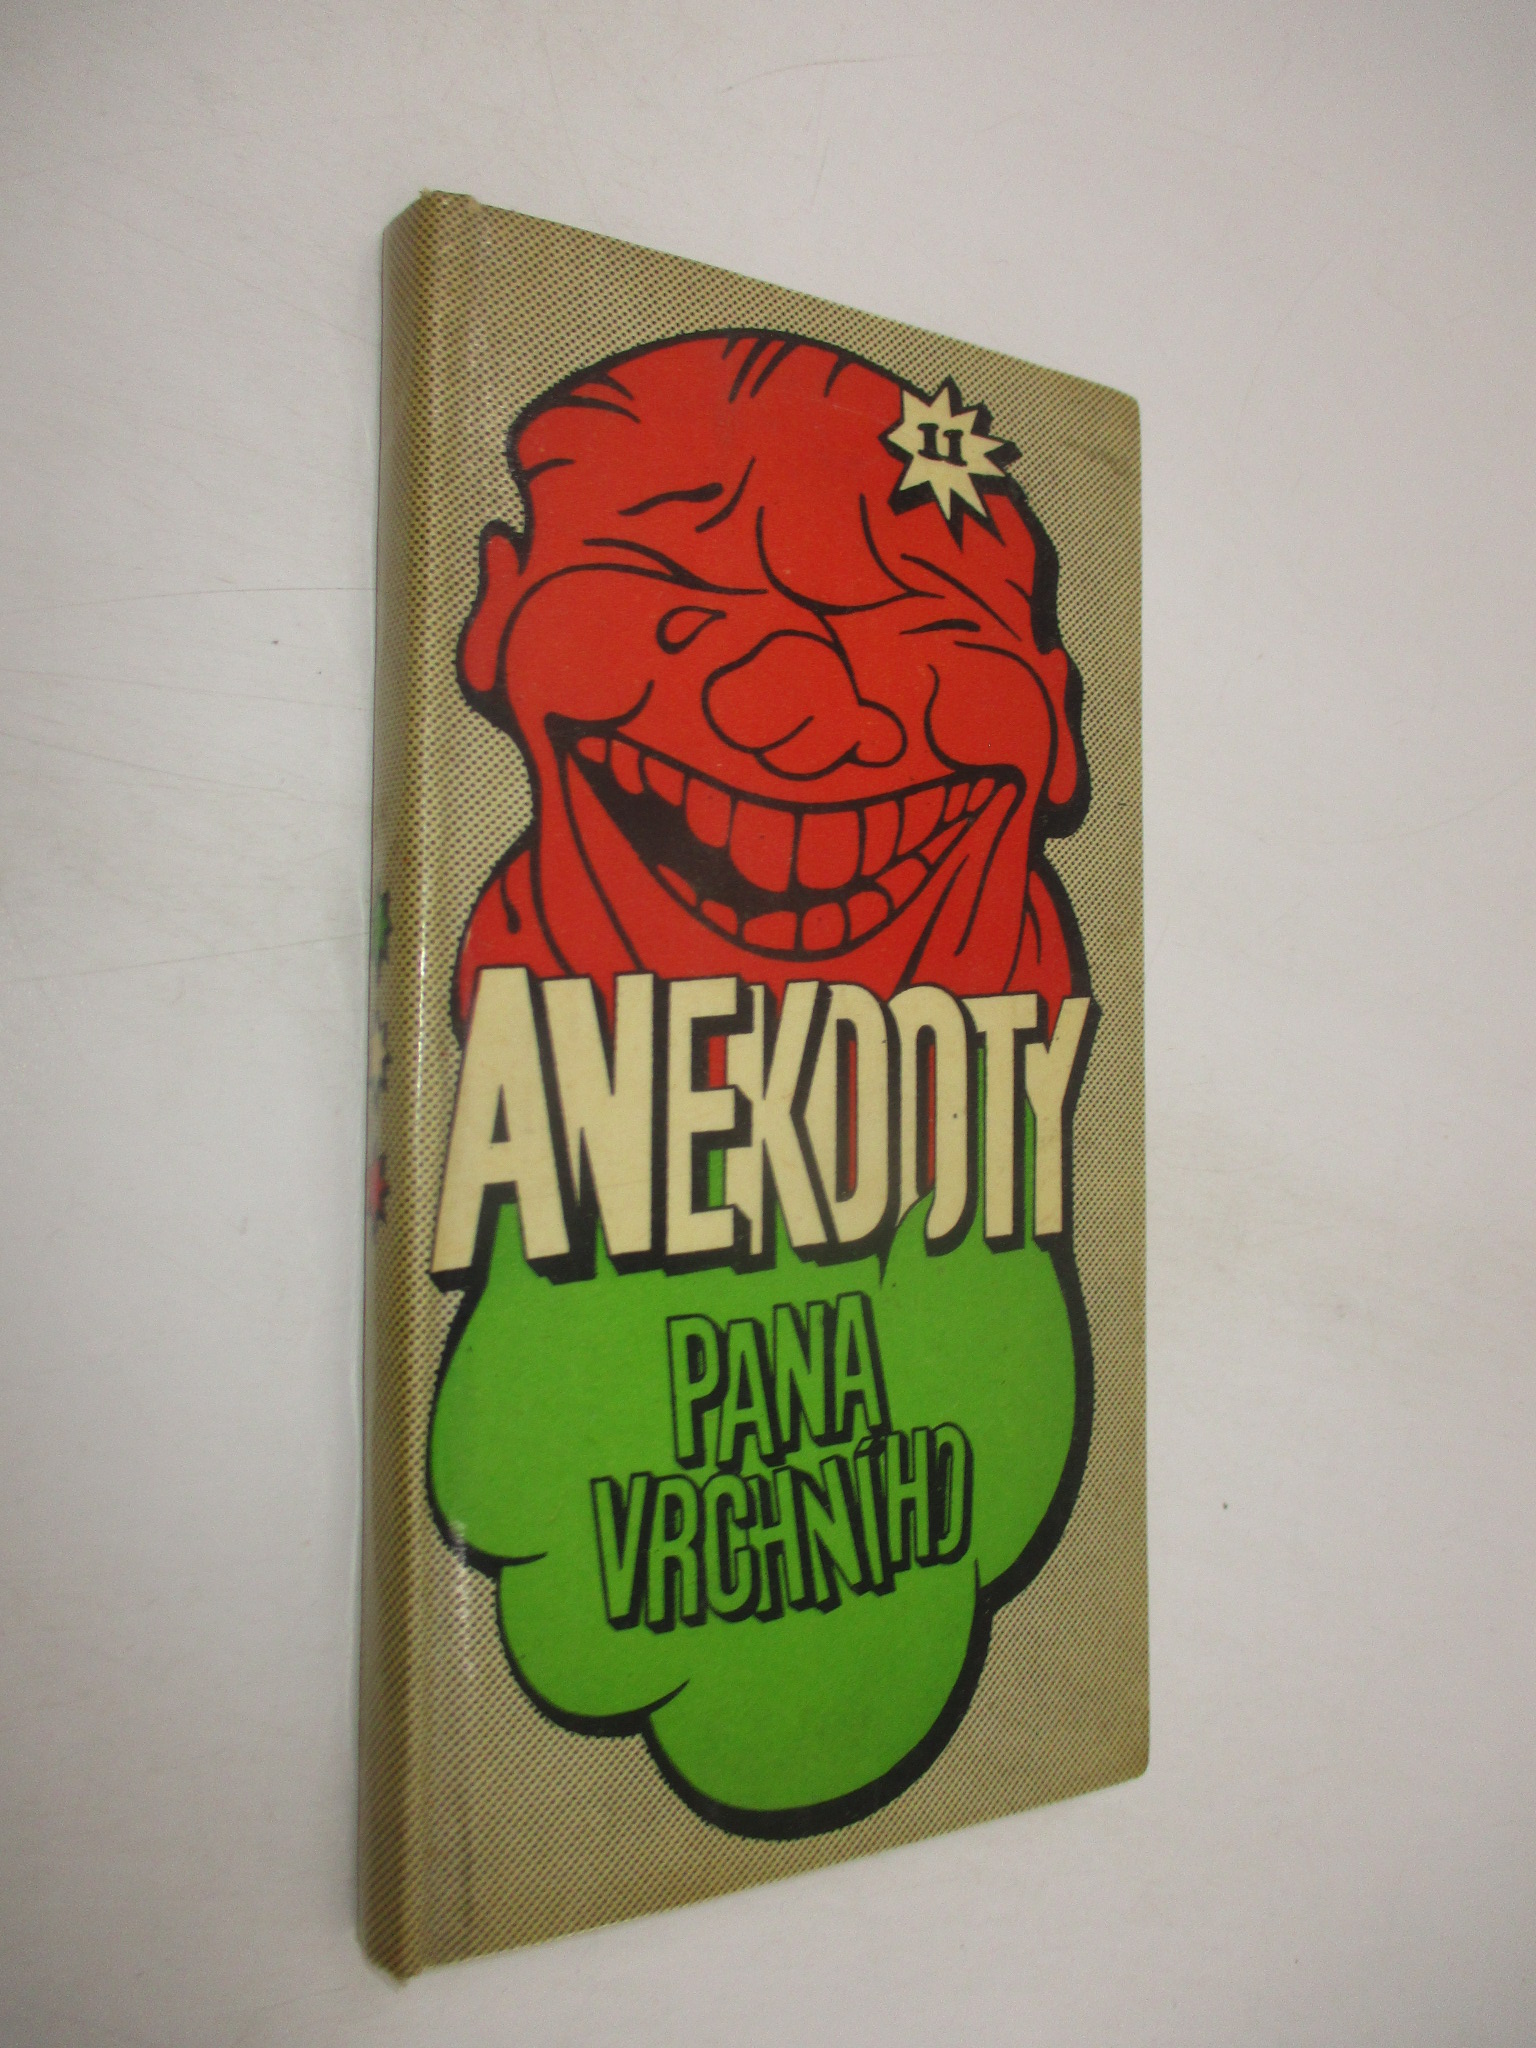 11
ANEKDOTY
PANA
VRCHNÍHO